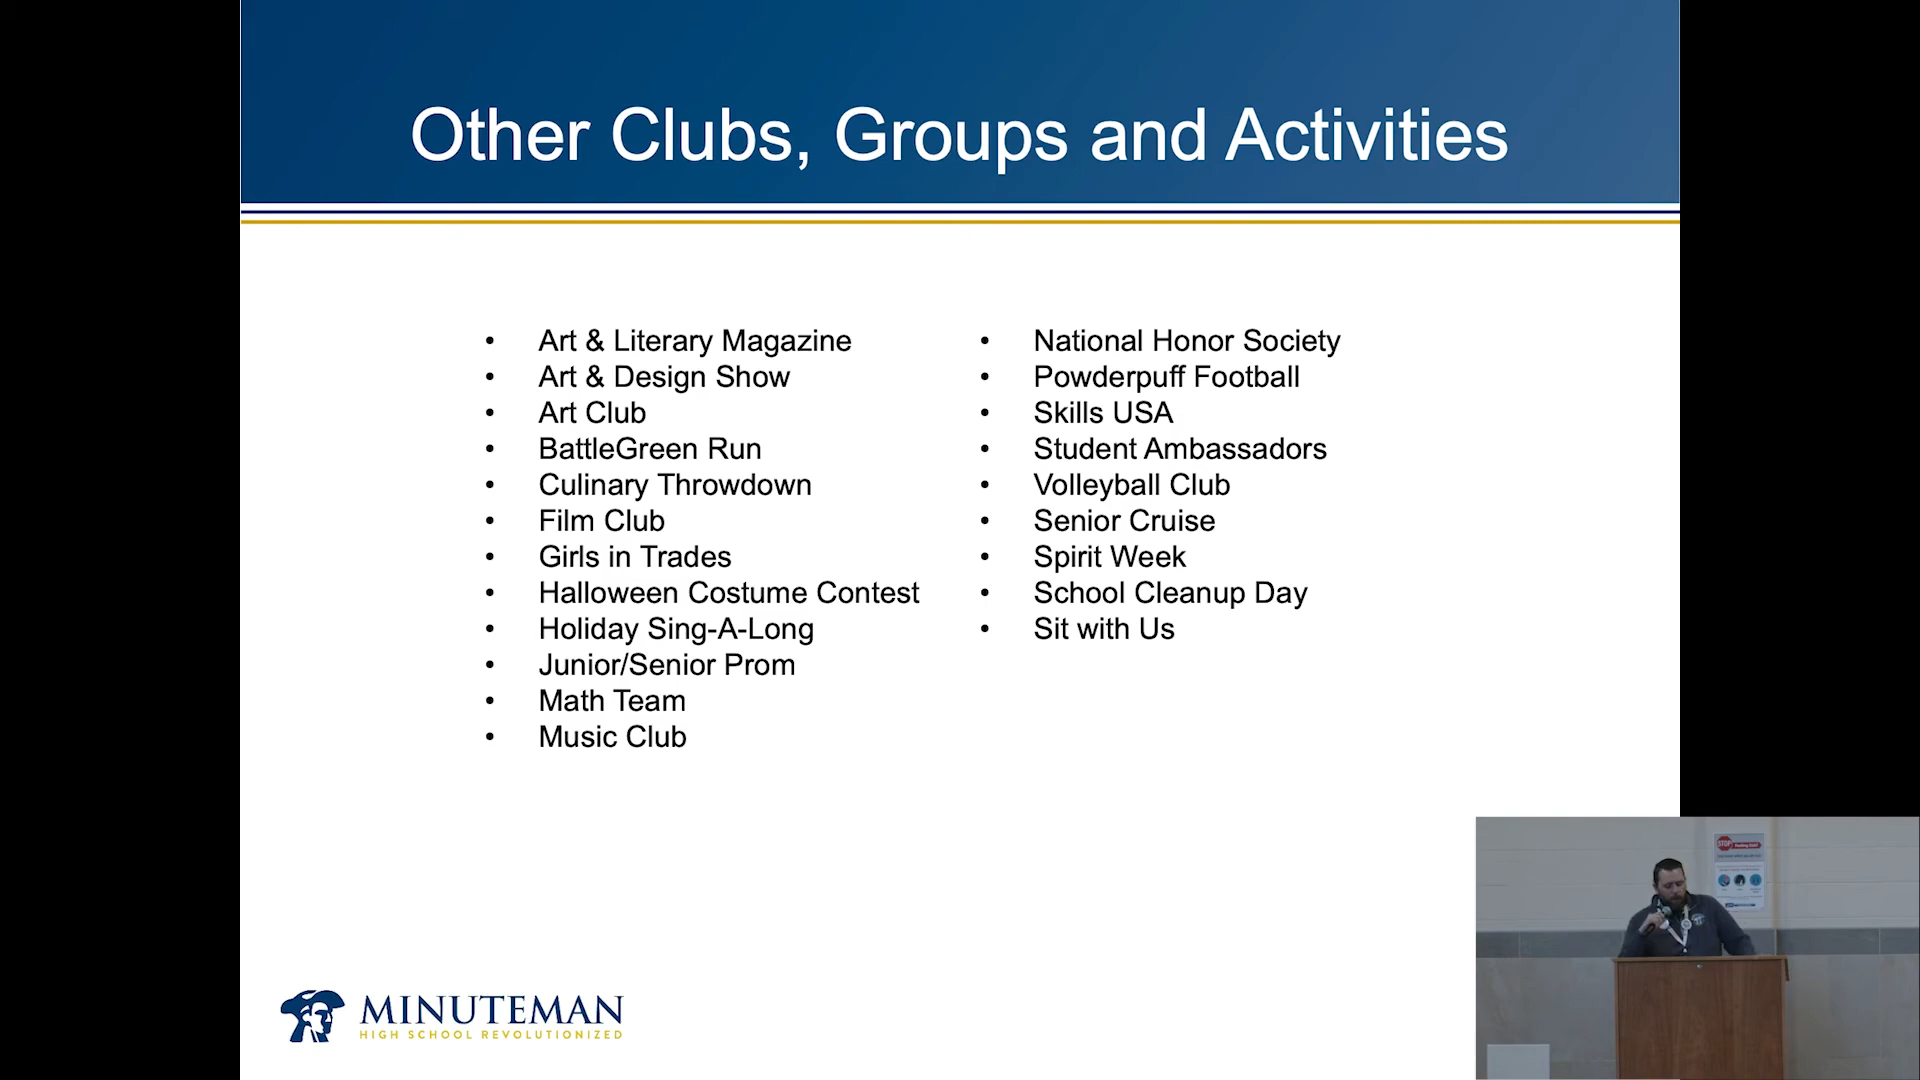 Other Clubs, Groups and Activities
• Art & Literary Magazine
• Art & Design Show
• Art Club
• BattleGreen Run
• Culinary Throwdown
• Film Club
• Girls in Trades
• Halloween Costume Contest
• Holiday Sing-A-Long
• Junior/Senior Prom
• Math Team
• Music Club
• National Honor Society
• Powderpuff Football
• Skills USA
• Student Ambassadors
• Volleyball Club
• Senior Cruise
• Spirit Week
• School Cleanup Day
• Sit with Us
MINUTEMAN
HIGH SCHOOL REVOLUTIONIZED
STOP